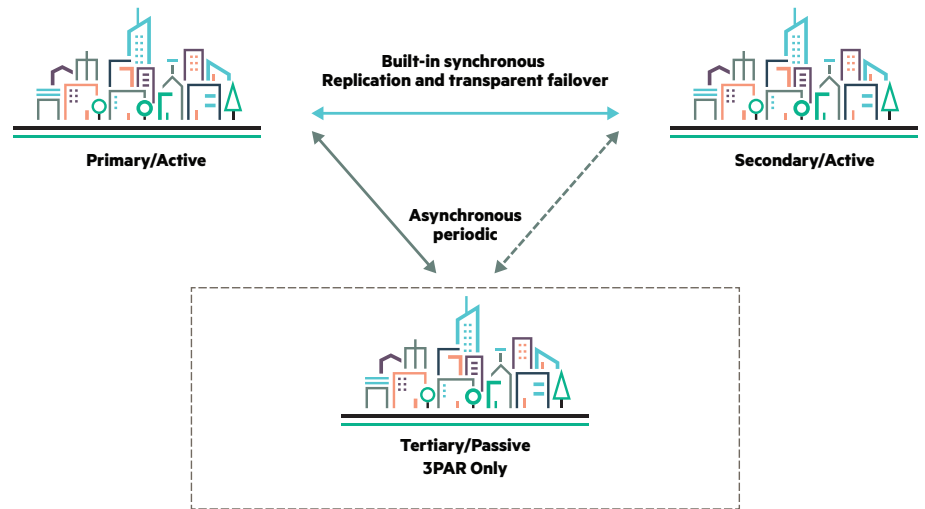 Built-in synchronous
Replication and transparent failover
Primary/Active
Secondary/Active
Asynchronous
periodic
Tertiary/Passive
3PAR Only